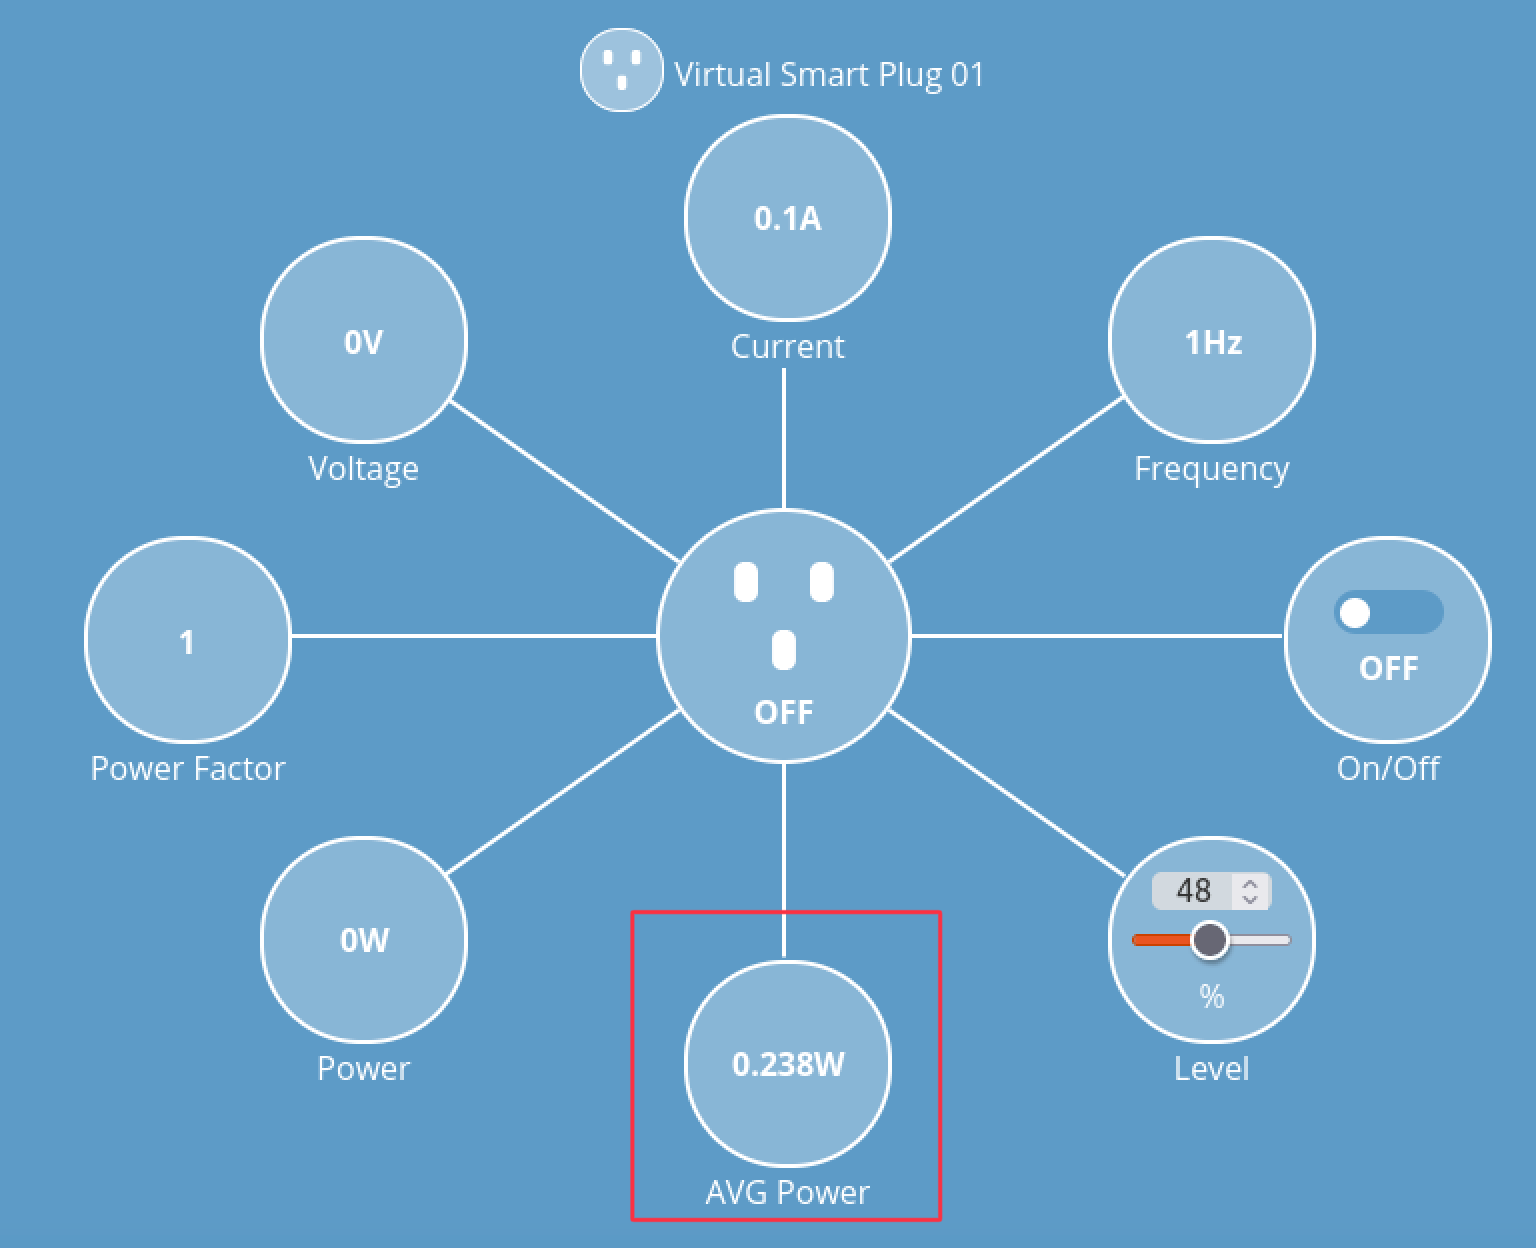 Virtual Smart Plug 01
0.1A
Current
0V
Voltage
1Hz
Frequency
1
Power Factor
OFF
OFF
On/Off
0W
Power
0.238W
AVG Power
48
%
Level